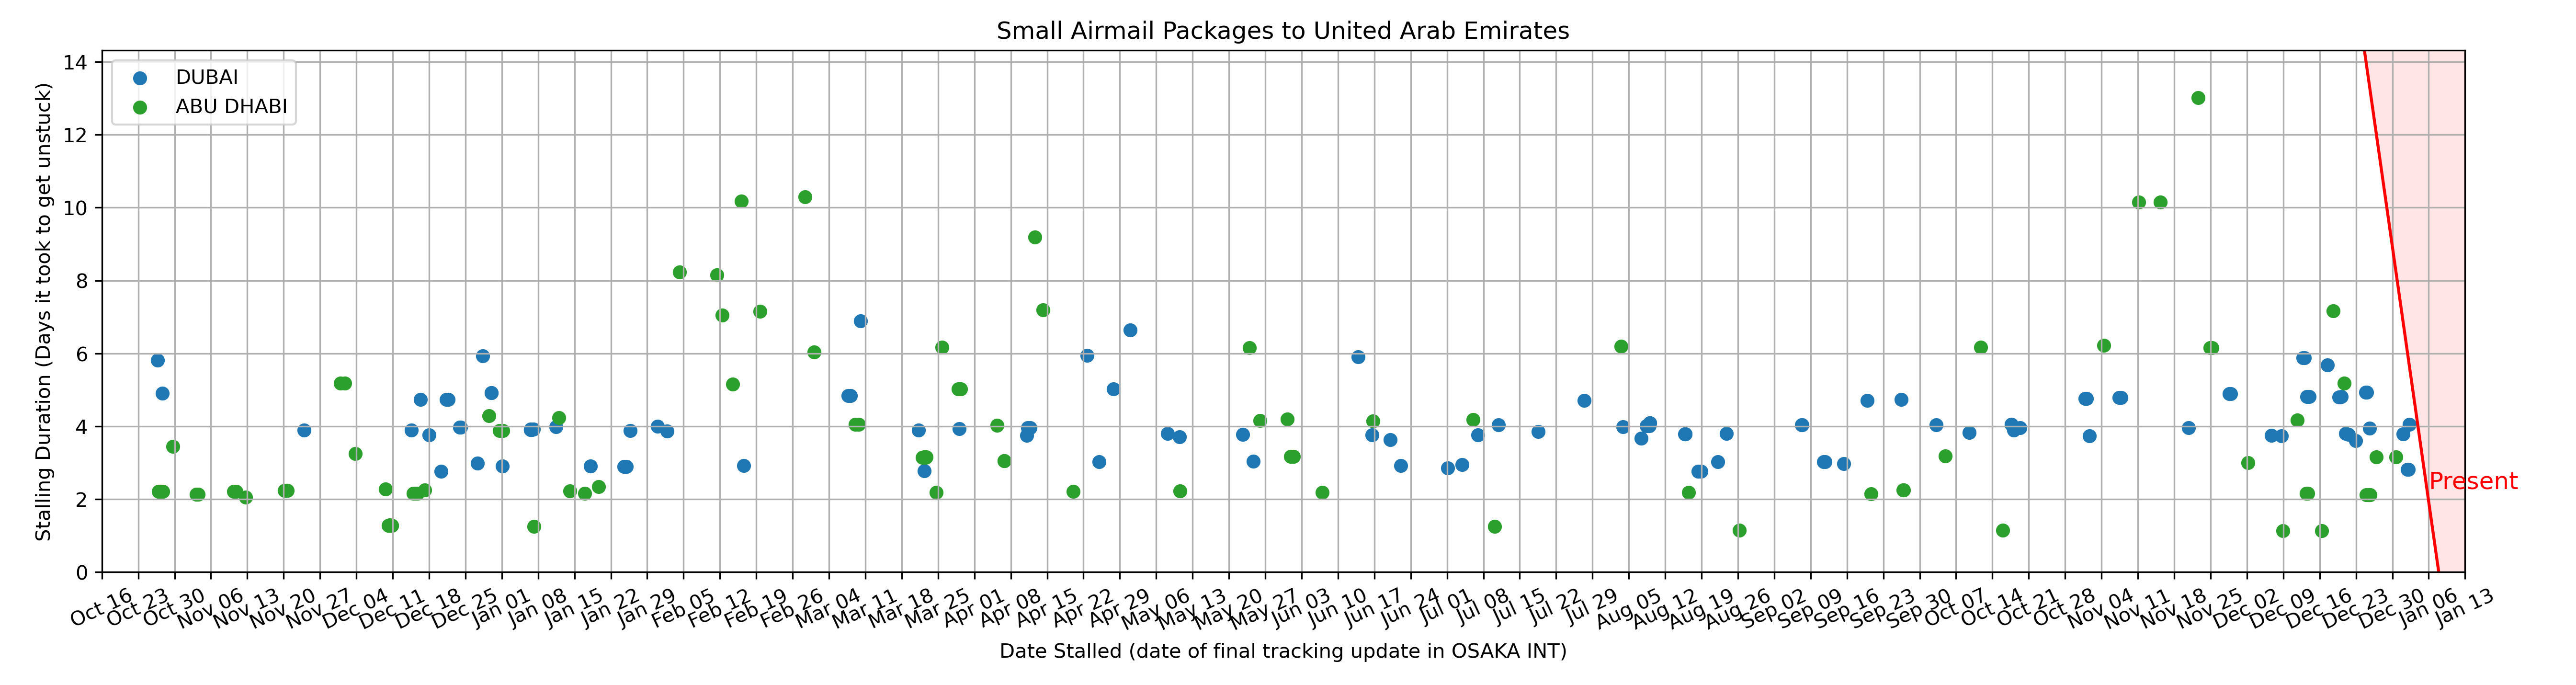 Small Airmail Packages to United Arab Emirates
DUBAI
ABU DHABI
Stalling Duration (Days it took to get unstuck)
14
12
10
8
6
4
2
0
Present
Oct 16
Oct 23
Oct 30
Nov 06
Nov 13
Nov 20
Nov 27
Dec 04
Dec 11
Dec 18
Dec 25
Jan 01
Jan 08
Jan 15
Jan 22
Jan 29
Feb 05
Feb 12
Feb 19
Feb 26
Mar 04
Mar 11
Mar 18
Mar 25
Apr 01
Apr 08
Apr 15
Apr 22
Apr 29
May 06
May 13
May 20
May 27
Jun 03
Jun 10
Jun 17
Jun 24
Jul 01
Jul 08
Jul 15
Jul 22
Jul 29
Aug 05
Aug 12
Aug 19
Aug 26
Sep 02
Sep 09
Sep 16
Sep 23
Sep 30
Oct 07
Oct 14
Oct 21
Oct 28
Nov 04
Nov 11
Nov 18
Nov 25
Dec 02
Dec 09
Dec 16
Dec 23
Dec 30
Jan 06
Jan 13
Date Stalled (date of final tracking update in OSAKA INT)